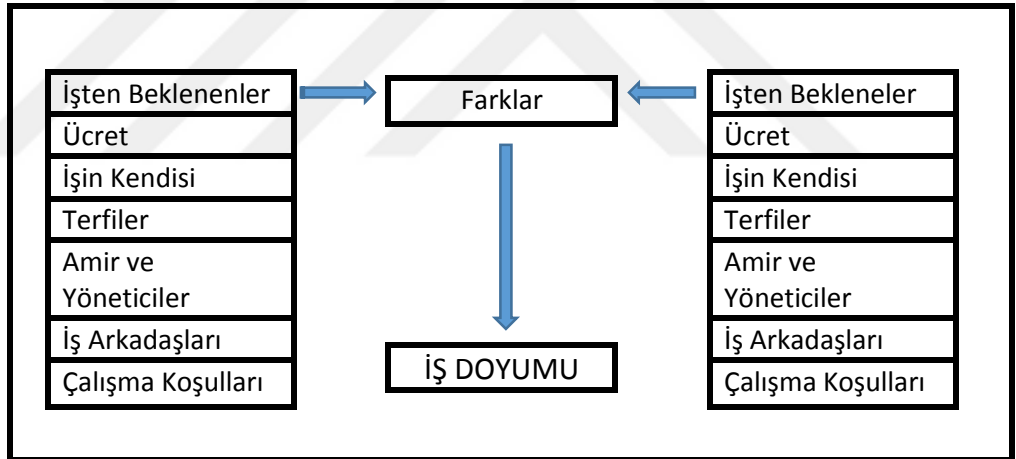 İşten Beklenenler
Ücret
İşin Kendisi
Terfiler
Amir ve
Yöneticiler
İş Arkadaşları
Çalışma Koşulları
Farklar
İŞ DOYUMU
İşten Bekleneler
Ücret
İşin Kendisi
Terfiler
Amir ve
Yöneticiler
İş Arkadaşları
Çalışma Koşulları